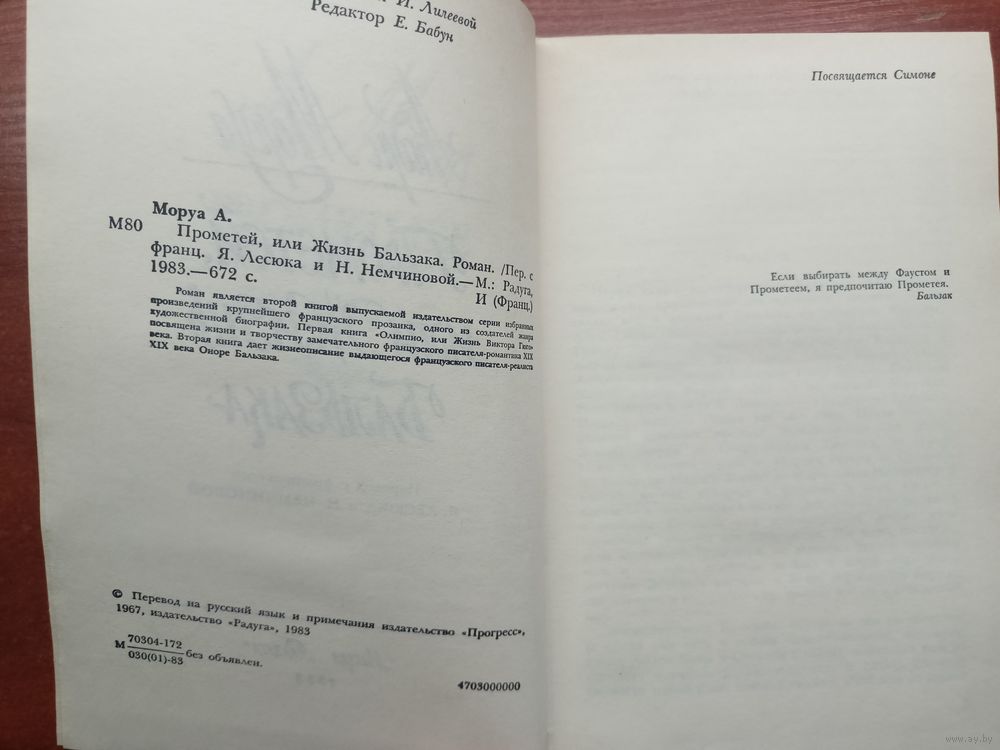 И. Лилеевой
Редактор Е. Бабун
Моруа А.
М80
Прометей, или Жизнь Бальзака. Роман. /Пер. с
франц. Я. Лесюка и Н. Немчиновой.—М.: Радуга,
1983.—672 с.
И (Франц.)
Роман является второй книгой выпускаемой издательством серии избранных
произведений крупнейшего французского прозаика, одного из создателей жанра
художественной биографии. Первая книга «Олимпио, или Жизнь Виктора Гюго»
посвящена жизни и творчеству замечательного французского писателя-романтика XIX
века. Вторая книга дает жизнеописание выдающегося французского писателя-реалиста
XIX века Оноре Бальзака.
© Перевод на русский язык и примечания издательство «Прогресс»,
1967, издательство «Радуга», 1983
М 70304-172
030(01)-83 без объявлен.
4703000000
Посвящается Симоне
Если выбирать между Фаустом и
Прометеем, я предпочитаю Прометея.
Бальзак
www.ay.by